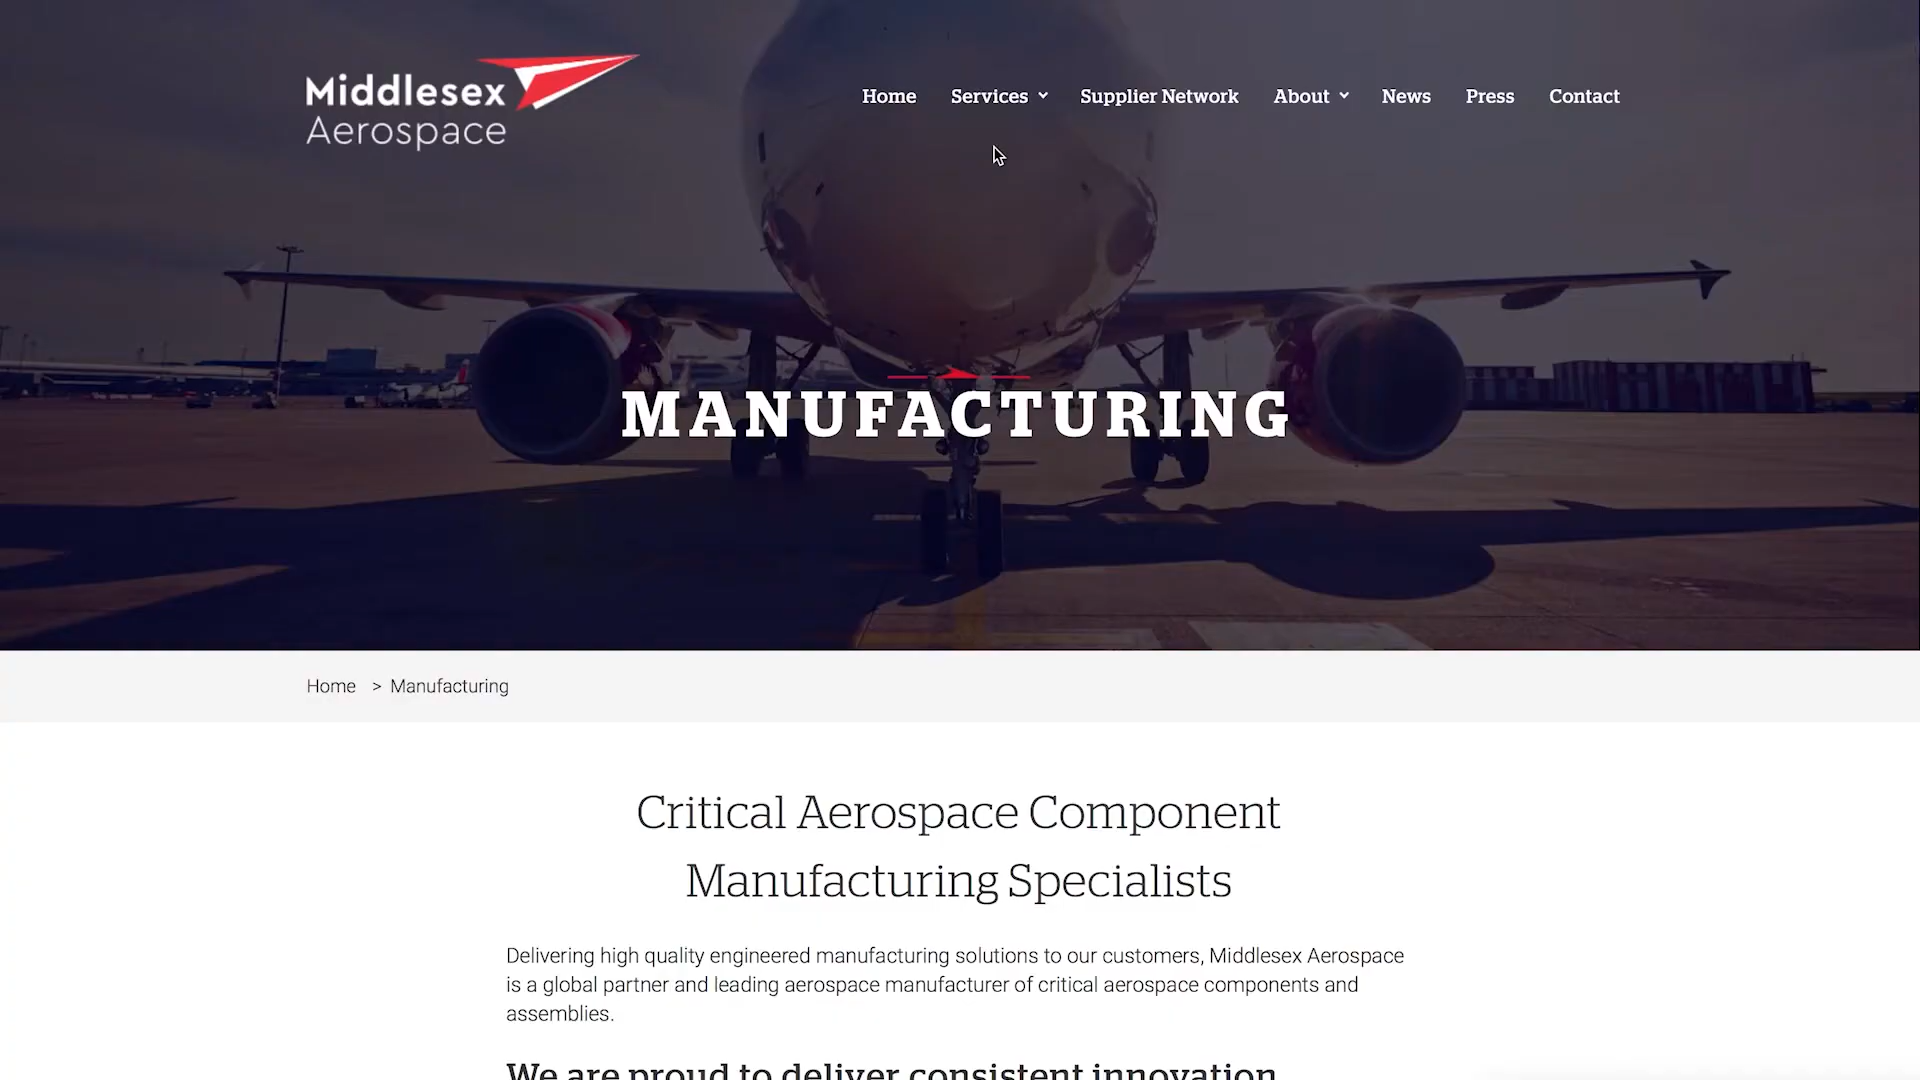 Middlesex
Aerospace
Home Services Supplier Network About News Press Contact
MANUFACTURING
Home > Manufacturing
Critical Aerospace Component
Manufacturing Specialists
Delivering high quality engineered manufacturing solutions to our customers, Middlesex Aerospace
is a global partner and leading aerospace manufacturer of critical aerospace components and
assemblies.
We are proud to deliver consistent innovation